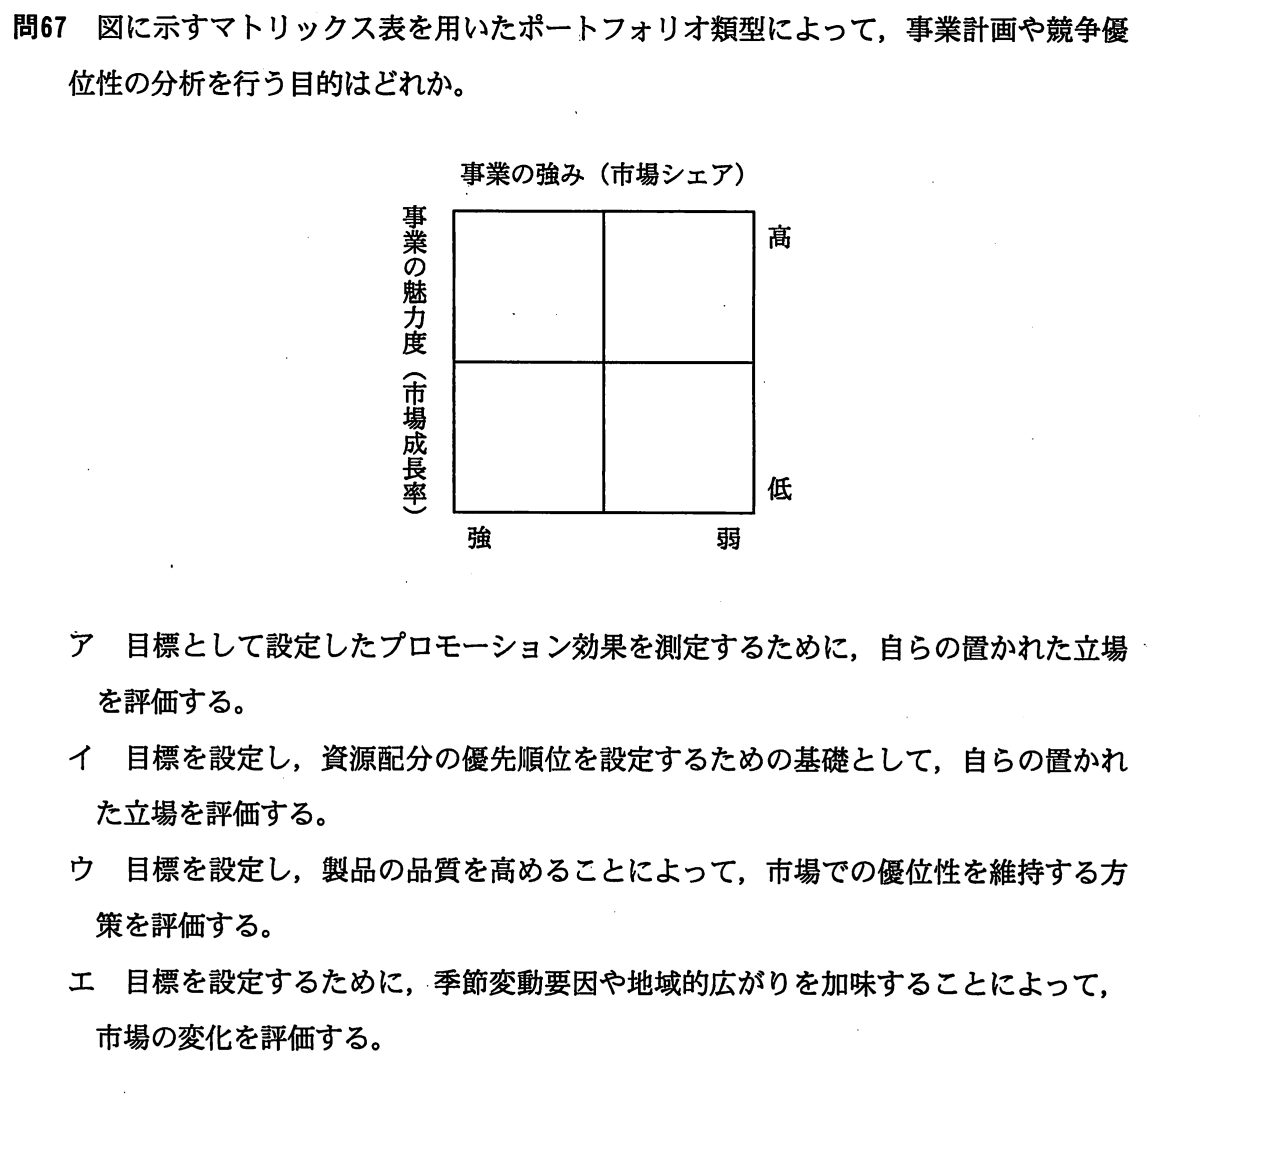 問67 図に示すマトリックス表を用いたポートフォリオ類型によって，事業計画や競争優
位性の分析を行う目的はどれか。
事業の強み（市場シェア）
事業の魅力度（市場成長率）
高
低
強
弱
ア 目標として設定したプロモーション効果を測定するために，自らの置かれた立場
を評価する。
イ 目標を設定し，資源配分の優先順位を設定するための基礎として，自らの置かれ
た立場を評価する。
ウ 目標を設定し，製品の品質を高めることによって，市場での優位性を維持する方
策を評価する。
エ 目標を設定するために，季節変動要因や地域的広がりを加味することによって，
市場の変化を評価する。